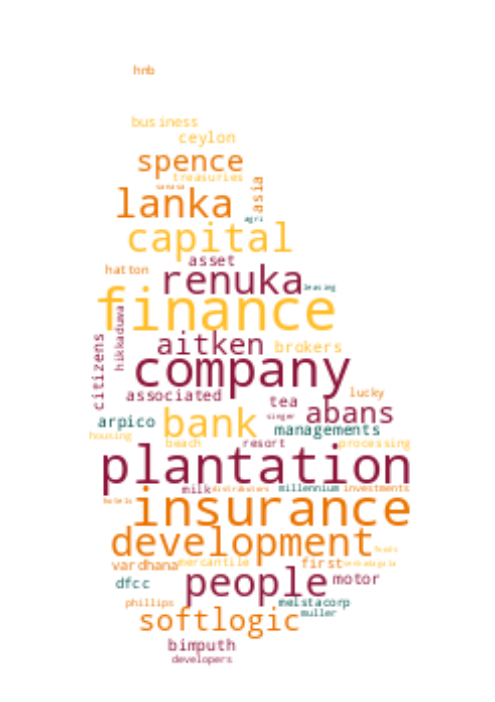 hnb
business
ceylon
spence
treasuries
sanasa
asia
lanka
agri
capital
asset
hatton
renuka
leasing
finance
hikkaduwa
aitken
brokers
citizens
company
associated
lucky
tea
abans
singer
arpico
bank
managements
housing
beach
resort
processing
plantation
milk
distributors
millennium
investments
hotels
insurance
development
foods
vardhana
mercantile
first
people
motor
dfcc
phillips
melstacorp
muller
softlogic
bimputh
developers